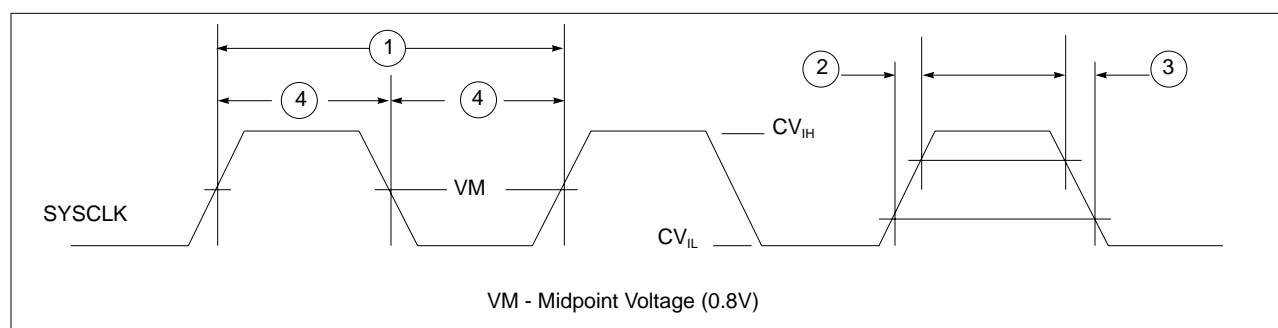 1
2
3
4
4
CV_IH
VM
SYSCLK
CV_IL
VM - Midpoint Voltage (0.8V)